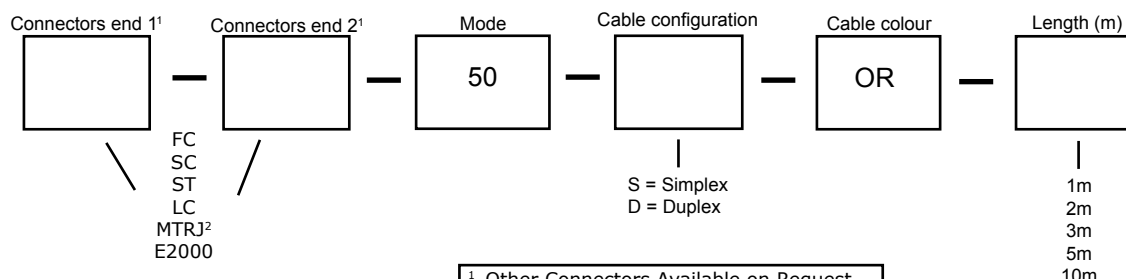 Connectors end 1¹
Connectors end 2¹
Mode
Cable configuration
Cable colour
Length (m)
50
OR
FC
SC
ST
LC
MTRJ²
E2000
S = Simplex
D = Duplex
1m
2m
3m
5m
10m
¹ Other Connectors Available on Request